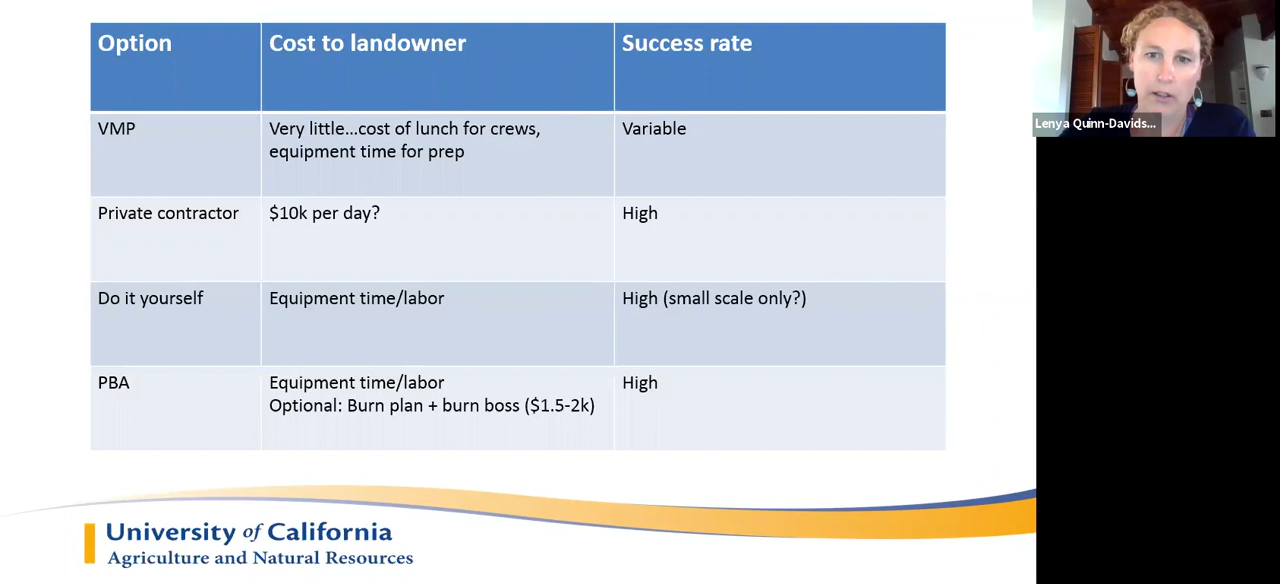 Option
Cost to landowner
Success rate
VMP
Very little...cost of lunch for crews,
equipment time for prep
Variable
Private contractor
$10k per day?
High
Do it yourself
Equipment time/labor
High (small scale only?)
PBA
Equipment time/labor
Optional: Burn plan + burn boss ($1.5-2k)
High
University of California
Agriculture and Natural Resources
Lenya Quinn-Davids...